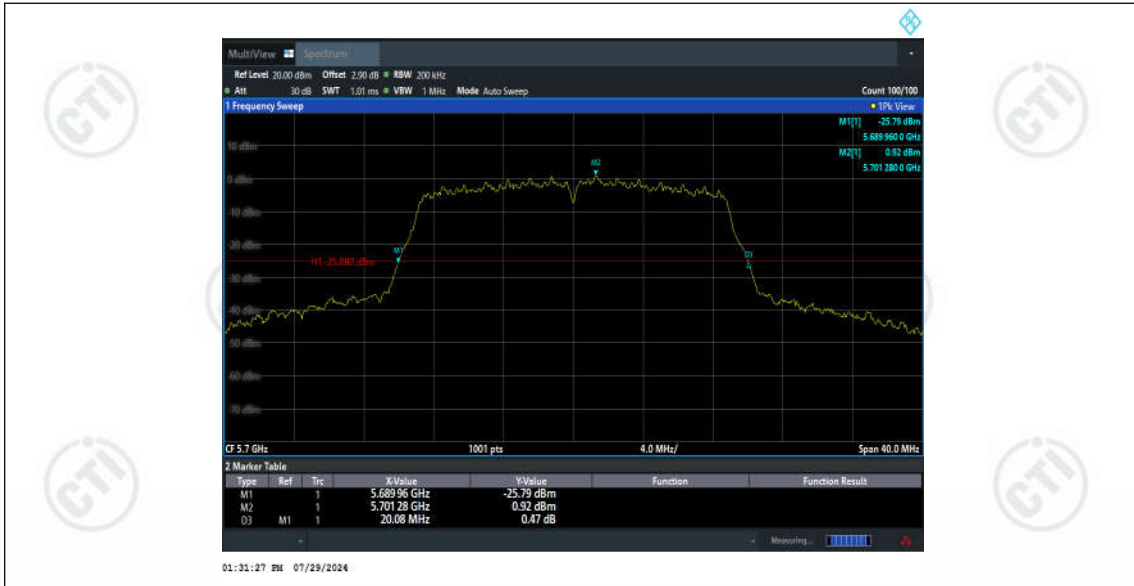 MultiView Spectrum
Ref Level 20.00 dBm Offset 2.90 dB RBW 200 kHz
Att 30 dB SWT 1.01 ms VBW 1 MHz Mode Auto Sweep Count 100/100
1 Frequency Sweep 1Pk View
M1[1] -25.79 dBm
5.689 960 0 GHz
M2[1] 0.92 dBm
5.701 280 0 GHz
10 dBm
M2
0 dBm
-10 dBm
-20 dBm
M1
D3
-30 dBm
-40 dBm
-50 dBm
-60 dBm
-70 dBm
CF 5.7 GHz 1001 pts 4.0 MHz/ Span 40.0 MHz
2 Marker Table
Type Ref Trc X-Value Y-Value Function Function Result
M1 1 5.689 96 GHz -25.79 dBm
M2 1 5.701 28 GHz 0.92 dBm
D3 M1 1 20.08 MHz 0.47 dB
Measuring...
01:31:27 PM 07/29/2024
CTI
CTI
CTI
CTI